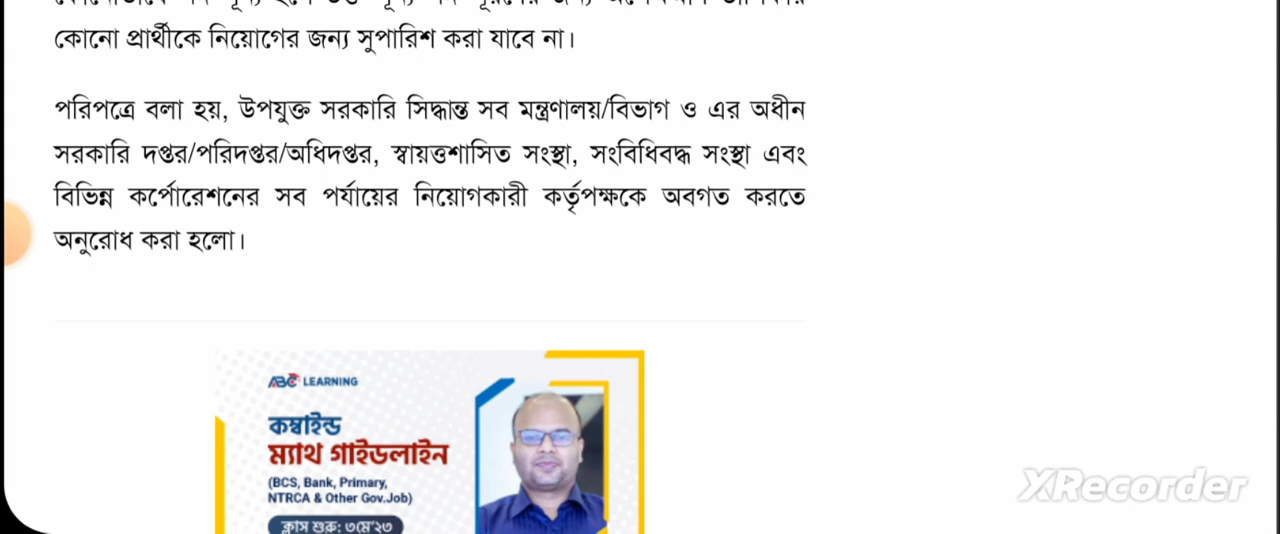 কোনো প্রার্থীকে নিয়োগের জন্য সুপারিশ করা যাবে না।
পরিপত্রে বলা হয়, উপযুক্ত সরকারি সিদ্ধান্ত সব মন্ত্রণালয়/বিভাগ ও এর অধীন
সরকারি দপ্তর/পরিদপ্তর/অধিদপ্তর, স্বায়ত্তশাসিত সংস্থা, সংবিধিবদ্ধ সংস্থা এবং
বিভিন্ন কর্পোরেশনের সব পর্যায়ের নিয়োগকারী কর্তৃপক্ষকে অবগত করতে
অনুরোধ করা হলো।
ABC LEARNING
কম্বাইন্ড
ম্যাথ গাইডলাইন
(BCS, Bank, Primary,
NTRCA & Other Gov.Job)
ক্লাস শুরু: ৩মে'২৩
XRecorder